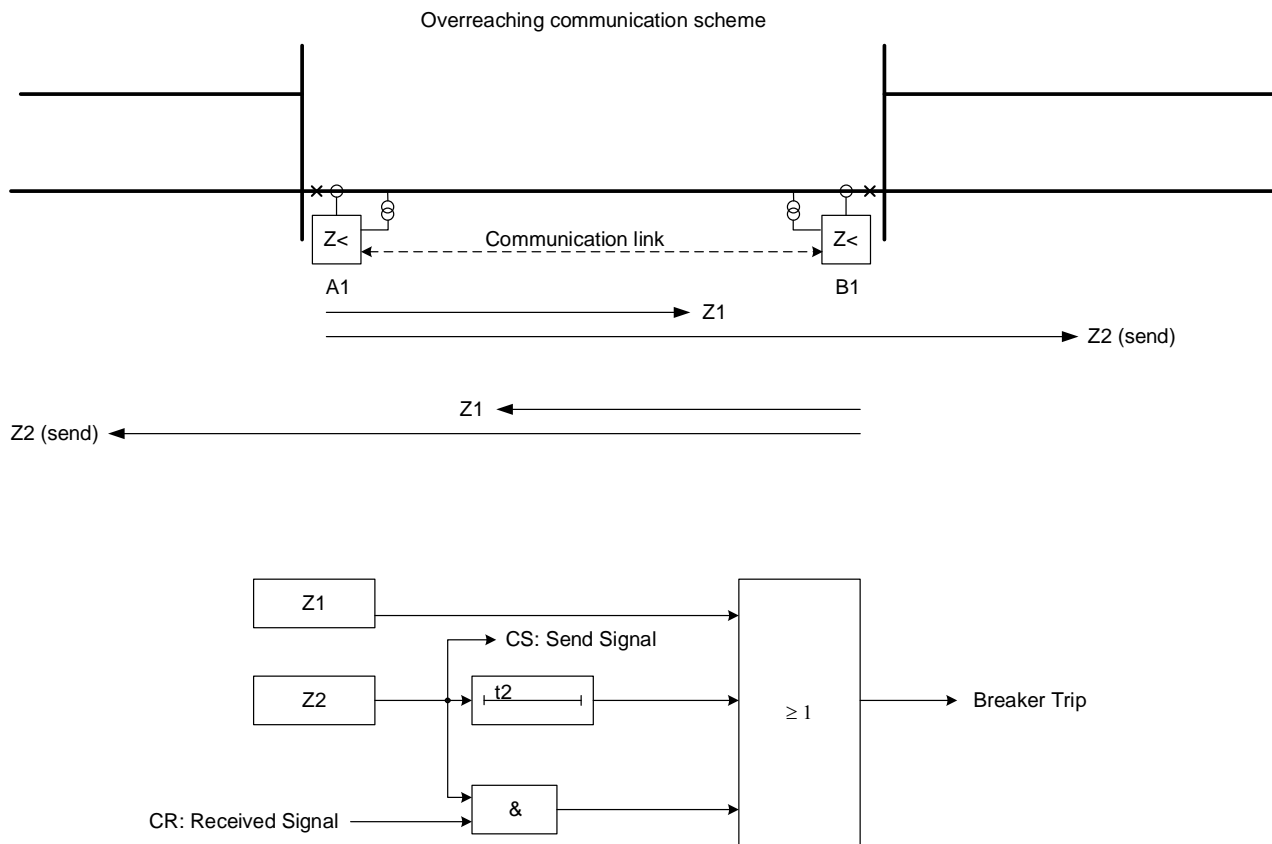 Overreaching communication scheme
Z<
Communication link
Z<
A1
B1
Z1
Z2 (send)
Z1
Z2 (send)
Z1
CS: Send Signal
Z2
t2
≥ 1
Breaker Trip
&
CR: Received Signal